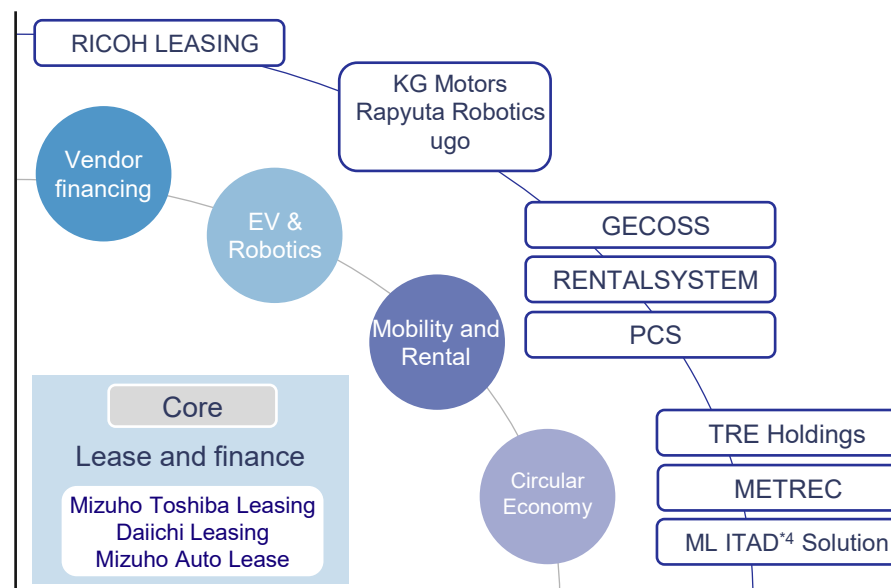 RICOH LEASING
KG Motors
Rapyuta Robotics
ugo
Vendor
financing
EV &
Robotics
GECOSS
RENTALSYSTEM
PCS
Mobility and
Rental
Core
Lease and finance
Mizuho Toshiba Leasing
Daiichi Leasing
Mizuho Auto Lease
Circular
Economy
TRE Holdings
METREC
ML ITAD*4 Solution